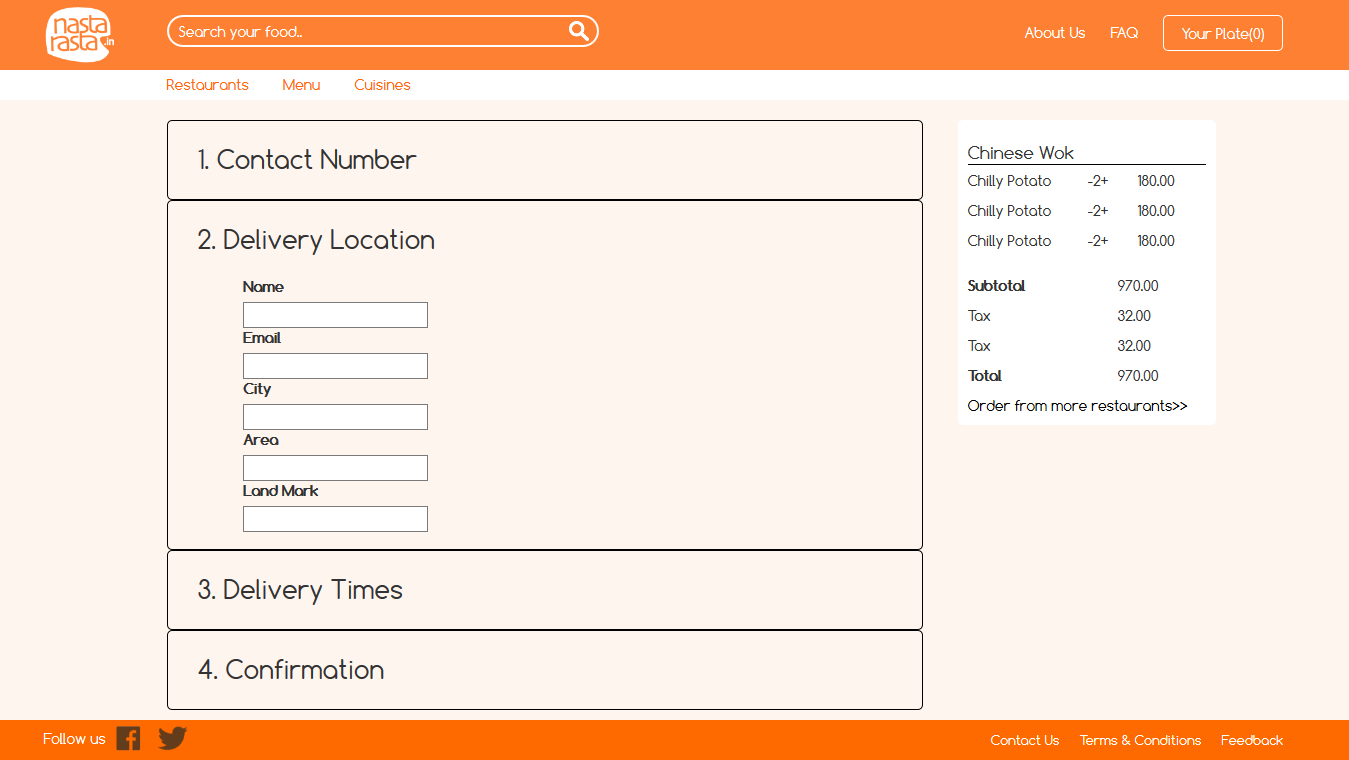 nasta
rasta.in
Search your food..
About Us FAQ Your Plate(0)
Restaurants Menu Cuisines
1. Contact Number
2. Delivery Location
Name
Email
City
Area
Land Mark
3. Delivery Times
4. Confirmation
Chinese Wok
Chilly Potato -2+ 180.00
Chilly Potato -2+ 180.00
Chilly Potato -2+ 180.00
Subtotal 970.00
Tax 32.00
Tax 32.00
Total 970.00
Order from more restaurants>>
Follow us
Contact Us Terms & Conditions Feedback